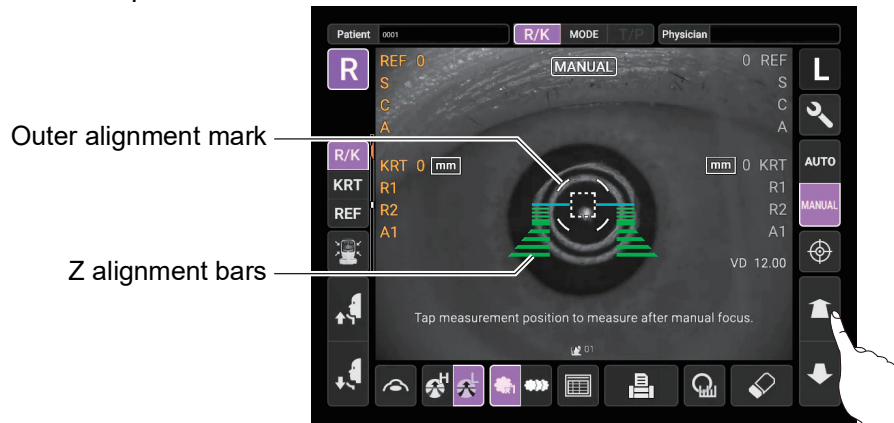 Patient 0001 R/K MODE T/P Physician
R REF 0 MANUAL 0 REF L
S S
C C
A A
Outer alignment mark
R/K KRT 0 mm mm 0 KRT AUTO
KRT R1 R1
REF R2 R2 MANUAL
A1 A1
Z alignment bars VD 12.00
Tap measurement position to measure after manual focus.
01
H L